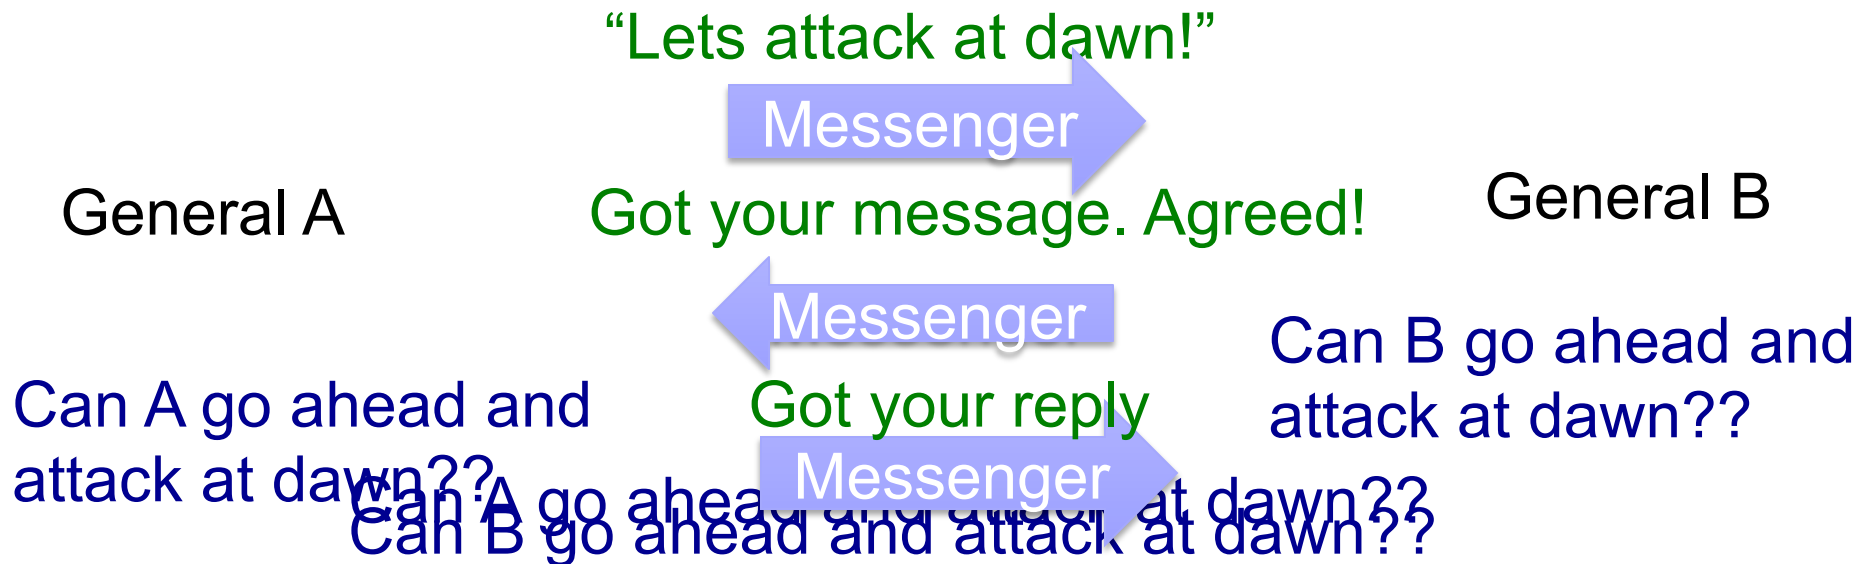 “Lets attack at dawn!”
Messenger
General A
Got your message. Agreed!
General B
Messenger
Can B go ahead and
attack at dawn??
Can A go ahead and
attack at dawn??
Got your reply
Messenger
Can A go ahead and attack at dawn??
Can B go ahead and attack at dawn??